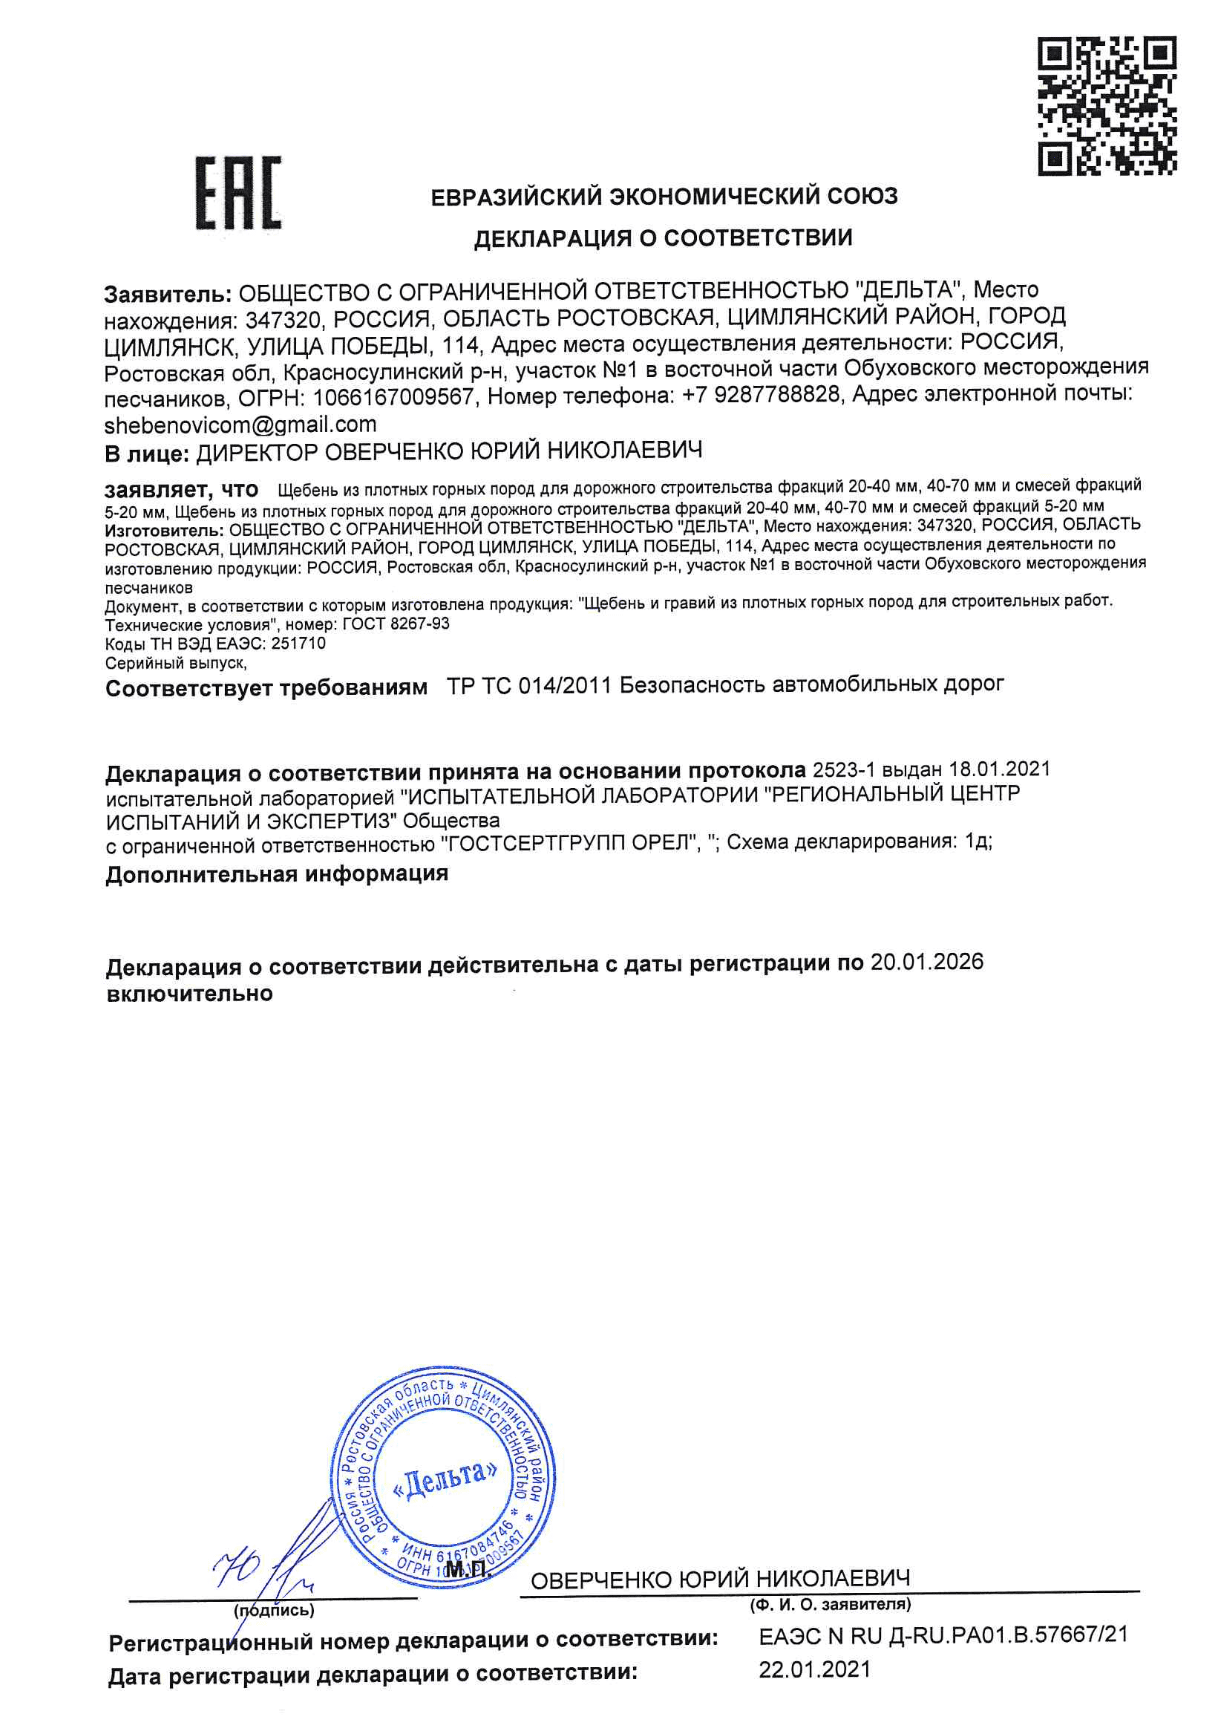 ЕАС
ЕВРАЗИЙСКИЙ ЭКОНОМИЧЕСКИЙ СОЮЗ
ДЕКЛАРАЦИЯ О СООТВЕТСТВИИ
Заявитель: ОБЩЕСТВО С ОГРАНИЧЕННОЙ ОТВЕТСТВЕННОСТЬЮ "ДЕЛЬТА", Место
нахождения: 347320, РОССИЯ, ОБЛАСТЬ РОСТОВСКАЯ, ЦИМЛЯНСКИЙ РАЙОН, ГОРОД
ЦИМЛЯНСК, УЛИЦА ПОБЕДЫ, 114, Адрес места осуществления деятельности: РОССИЯ,
Ростовская обл, Красносулинский р-н, участок №1 в восточной части Обуховского месторождения
песчаников, ОГРН: 1066167009567, Номер телефона: +7 9287788828, Адрес электронной почты:
shebenovicom@gmail.com
В лице: ДИРЕКТОР ОВЕРЧЕНКО ЮРИЙ НИКОЛАЕВИЧ
заявляет, что Щебень из плотных горных пород для дорожного строительства фракций 20-40 мм, 40-70 мм и смесей фракций
5-20 мм, Щебень из плотных горных пород для дорожного строительства фракций 20-40 мм, 40-70 мм и смесей фракций 5-20 мм
Изготовитель: ОБЩЕСТВО С ОГРАНИЧЕННОЙ ОТВЕТСТВЕННОСТЬЮ "ДЕЛЬТА", Место нахождения: 347320, РОССИЯ, ОБЛАСТЬ
РОСТОВСКАЯ, ЦИМЛЯНСКИЙ РАЙОН, ГОРОД ЦИМЛЯНСК, УЛИЦА ПОБЕДЫ, 114, Адрес места осуществления деятельности по
изготовлению продукции: РОССИЯ, Ростовская обл, Красносулинский р-н, участок №1 в восточной части Обуховского месторождения
песчаников
Документ, в соответствии с которым изготовлена продукция: "Щебень и гравий из плотных горных пород для строительных работ.
Технические условия", номер: ГОСТ 8267-93
Коды ТН ВЭД ЕАЭС: 251710
Серийный выпуск,
Соответствует требованиям ТР ТС 014/2011 Безопасность автомобильных дорог
Декларация о соответствии принята на основании протокола 2523-1 выдан 18.01.2021
испытательной лабораторией "ИСПЫТАТЕЛЬНОЙ ЛАБОРАТОРИИ "РЕГИОНАЛЬНЫЙ ЦЕНТР
ИСПЫТАНИЙ И ЭКСПЕРТИЗ" Общества
с ограниченной ответственностью "ГОСТСЕРТГРУПП ОРЕЛ", "; Схема декларирования: 1д;
Дополнительная информация
Декларация о соответствии действительна с даты регистрации по 20.01.2026
включительно
Россия * Ростовская область * Цимлянский район *
ОБЩЕСТВО С ОГРАНИЧЕННОЙ ОТВЕТСТВЕННОСТЬЮ
«Дельта»
* ИНН 6167084746 *
* ОГРН 1066167009567 *
М.П.
ОВЕРЧЕНКО ЮРИЙ НИКОЛАЕВИЧ
(подпись)
(Ф. И. О. заявителя)
Регистрационный номер декларации о соответствии: ЕАЭС N RU Д-RU.РА01.В.57667/21
Дата регистрации декларации о соответствии: 22.01.2021